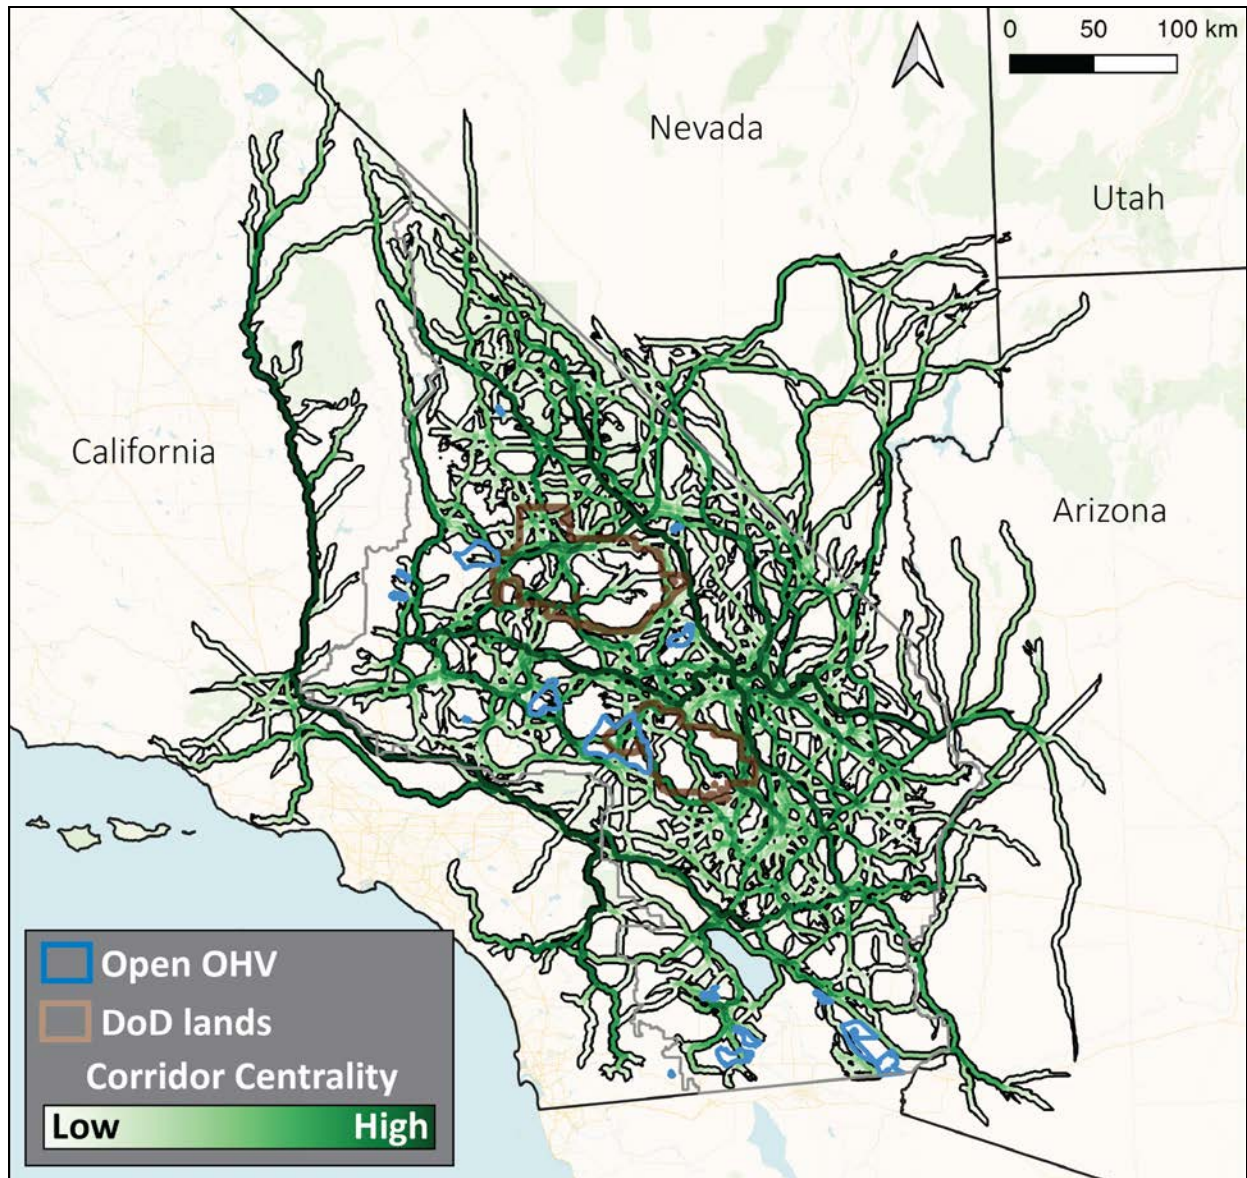 0 50 100 km
Nevada
Utah
California
Arizona
Open OHV
DoD lands
Corridor Centrality
Low High